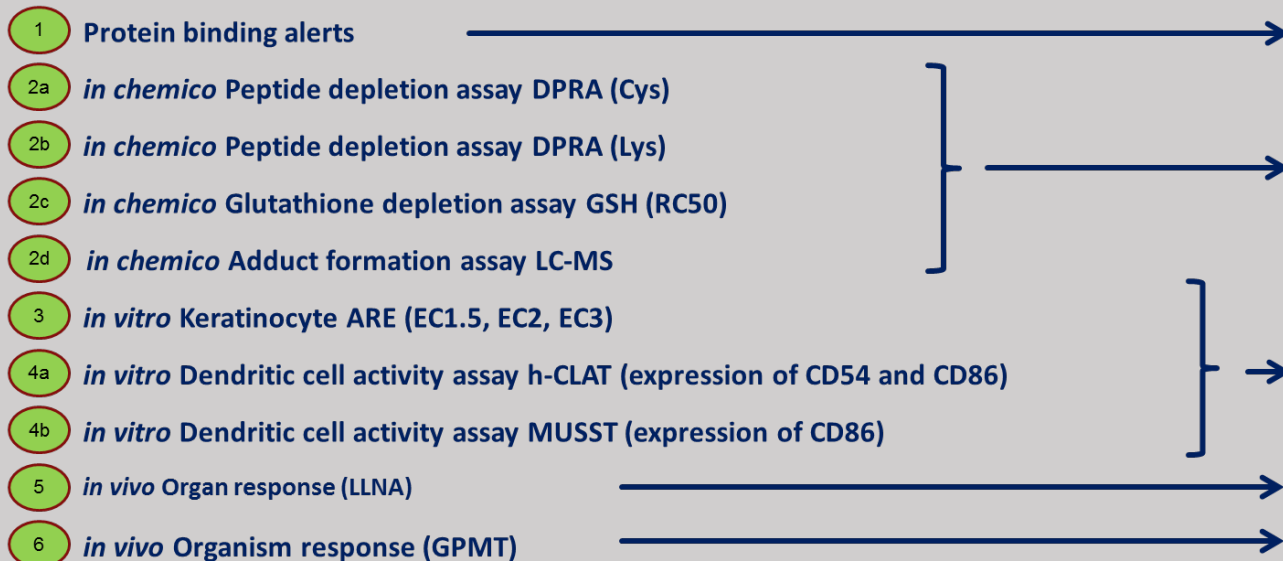 1 Protein binding alerts
2a in chemico Peptide depletion assay DPRA (Cys)
2b in chemico Peptide depletion assay DPRA (Lys)
2c in chemico Glutathione depletion assay GSH (RC50)
2d in chemico Adduct formation assay LC-MS
3 in vitro Keratinocyte ARE (EC1.5, EC2, EC3)
4a in vitro Dendritic cell activity assay h-CLAT (expression of CD54 and CD86)
4b in vitro Dendritic cell activity assay MUSST (expression of CD86)
5 in vivo Organ response (LLNA)
6 in vivo Organism response (GPMT)